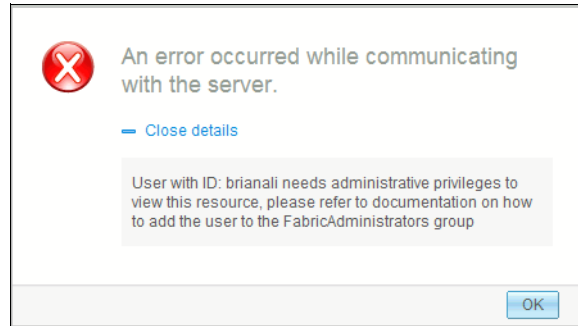 An error occurred while communicating
with the server.
Close details
User with ID: brianali needs administrative privileges to
view this resource, please refer to documentation on how
to add the user to the FabricAdministrators group
OK